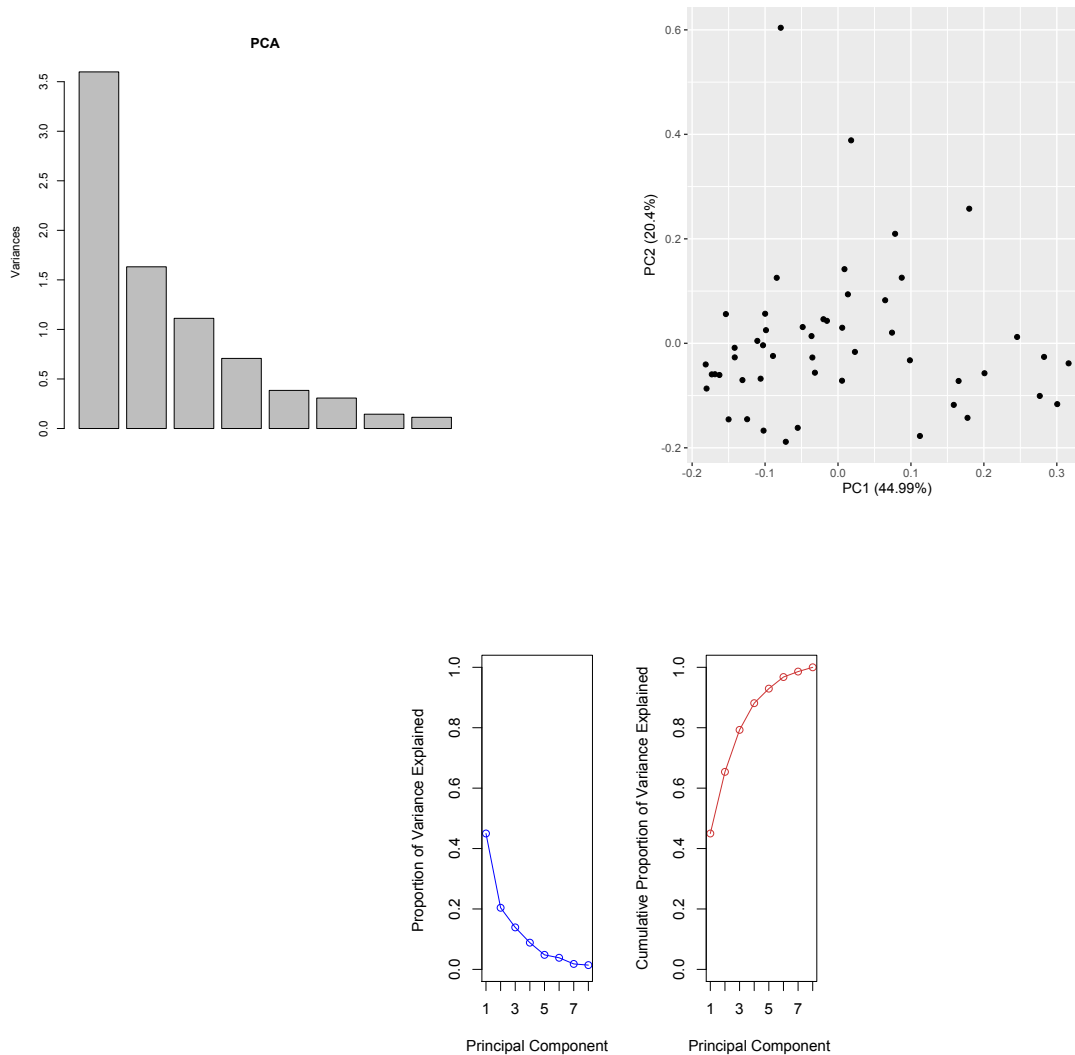 PCA
Variances
0.0 0.5 1.0 1.5 2.0 2.5 3.0 3.5
PC2 (20.4%)
0.6
0.4
0.2
0.0
-0.2
-0.2 -0.1 0.0 0.1 0.2 0.3
PC1 (44.99%)
Proportion of Variance Explained
0.0 0.2 0.4 0.6 0.8 1.0
1 3 5 7
Principal Component
Cumulative Proportion of Variance Explained
0.0 0.2 0.4 0.6 0.8 1.0
1 3 5 7
Principal Component